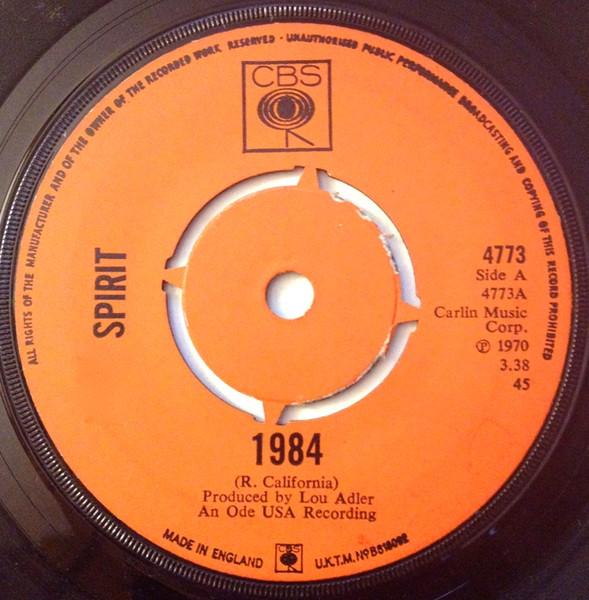 ALL RIGHTS OF THE MANUFACTURER AND OF THE OWNER OF THE RECORDED WORK RESERVED · UNAUTHORISED PUBLIC PERFORMANCE BROADCASTING AND COPYING OF THIS RECORD PROHIBITED
CBS
SPIRIT
4773
Side A
4773A
Carlin Music
Corp.
℗ 1970
3.38
45
1984
(R. California)
Produced by Lou Adler
An Ode USA Recording
MADE IN ENGLAND
CBS
U.K.T.M. Nº